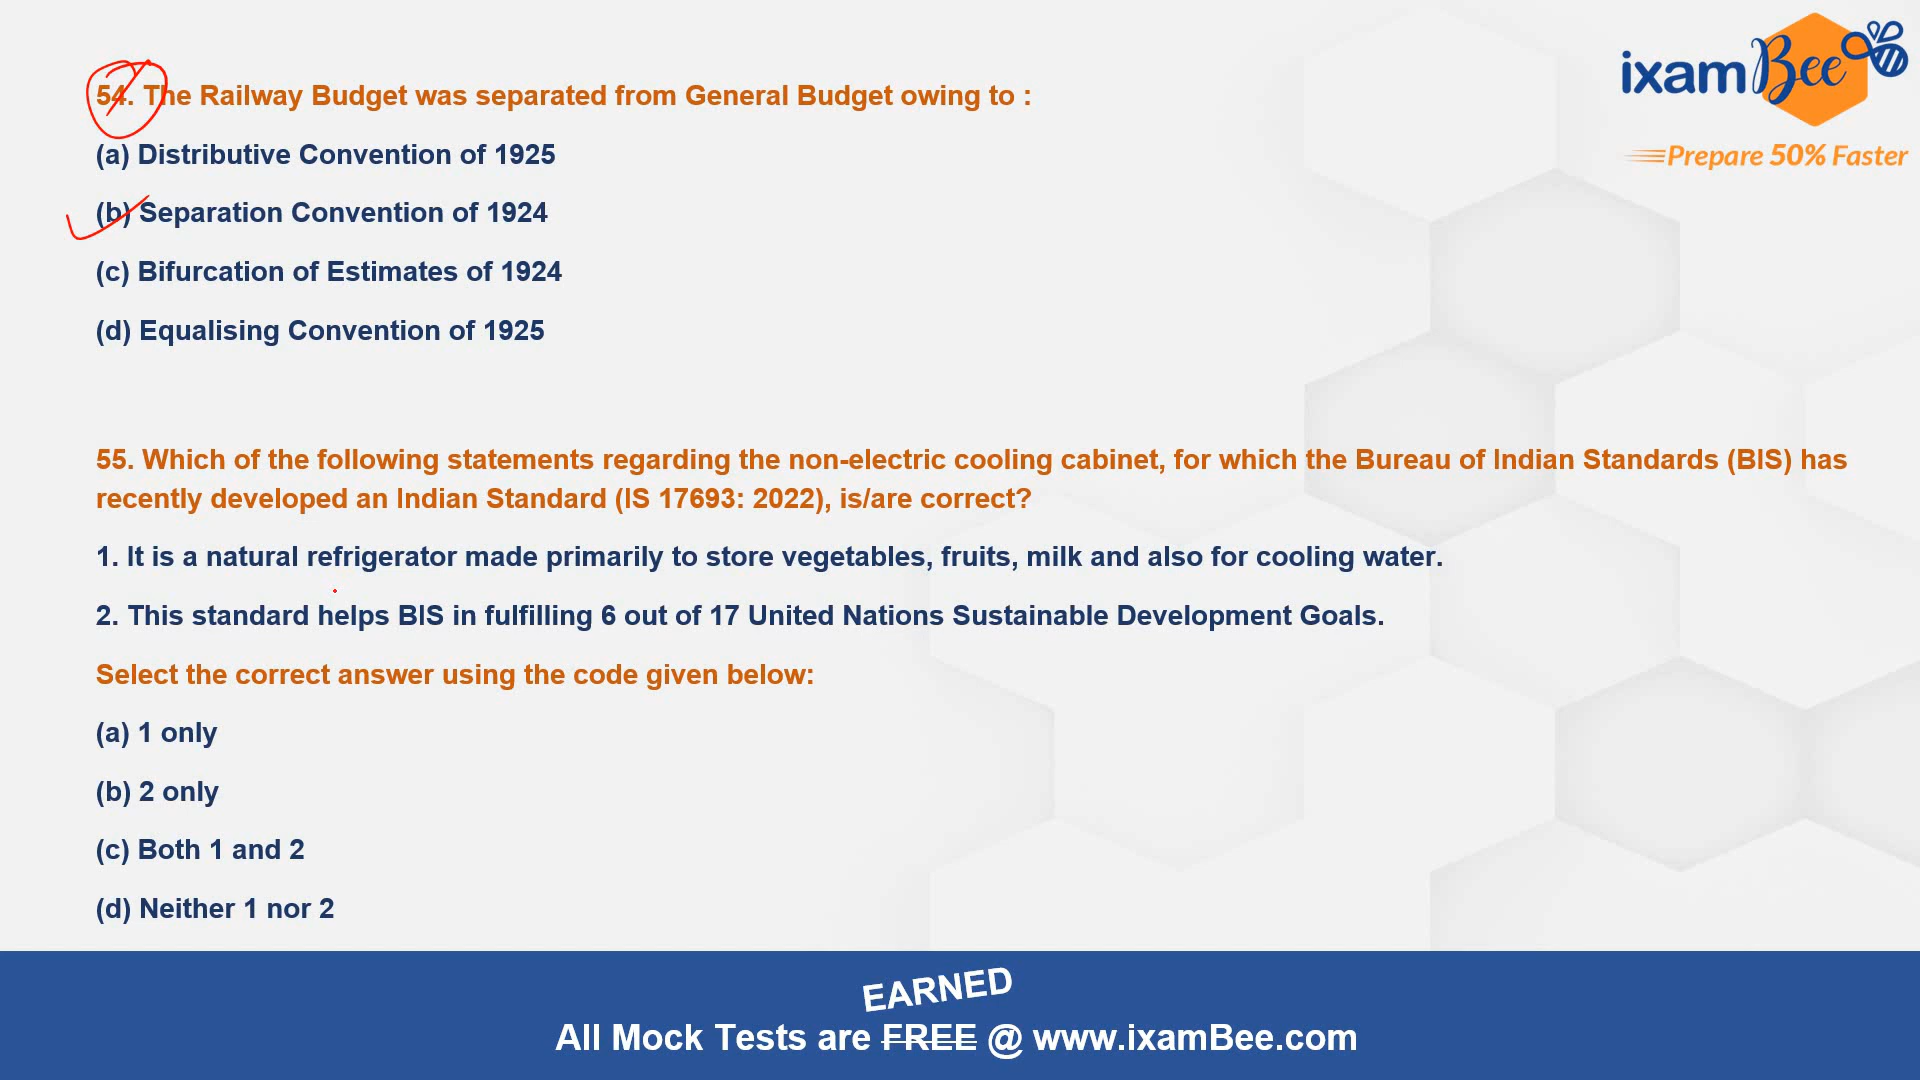 ixamBee
Prepare 50% Faster
54. The Railway Budget was separated from General Budget owing to :
(a) Distributive Convention of 1925
(b) Separation Convention of 1924
(c) Bifurcation of Estimates of 1924
(d) Equalising Convention of 1925
55. Which of the following statements regarding the non-electric cooling cabinet, for which the Bureau of Indian Standards (BIS) has
recently developed an Indian Standard (IS 17693: 2022), is/are correct?
1. It is a natural refrigerator made primarily to store vegetables, fruits, milk and also for cooling water.
2. This standard helps BIS in fulfilling 6 out of 17 United Nations Sustainable Development Goals.
Select the correct answer using the code given below:
(a) 1 only
(b) 2 only
(c) Both 1 and 2
(d) Neither 1 nor 2
EARNED
All Mock Tests are FREE @ www.ixamBee.com